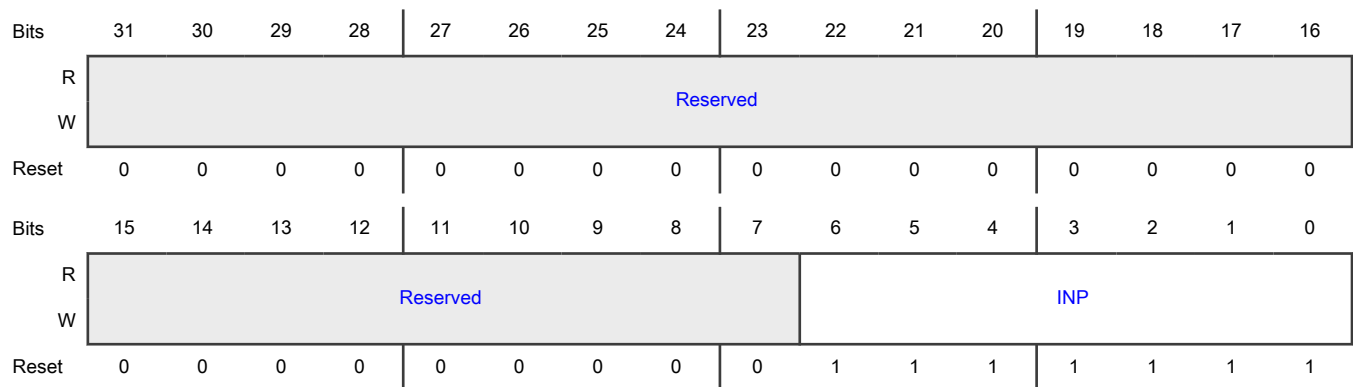 Bits 31 30 29 28 27 26 25 24 23 22 21 20 19 18 17 16
R
Reserved
W
Reset 0 0 0 0 0 0 0 0 0 0 0 0 0 0 0 0
Bits 15 14 13 12 11 10 9 8 7 6 5 4 3 2 1 0
R
Reserved INP
W
Reset 0 0 0 0 0 0 0 0 0 1 1 1 1 1 1 1